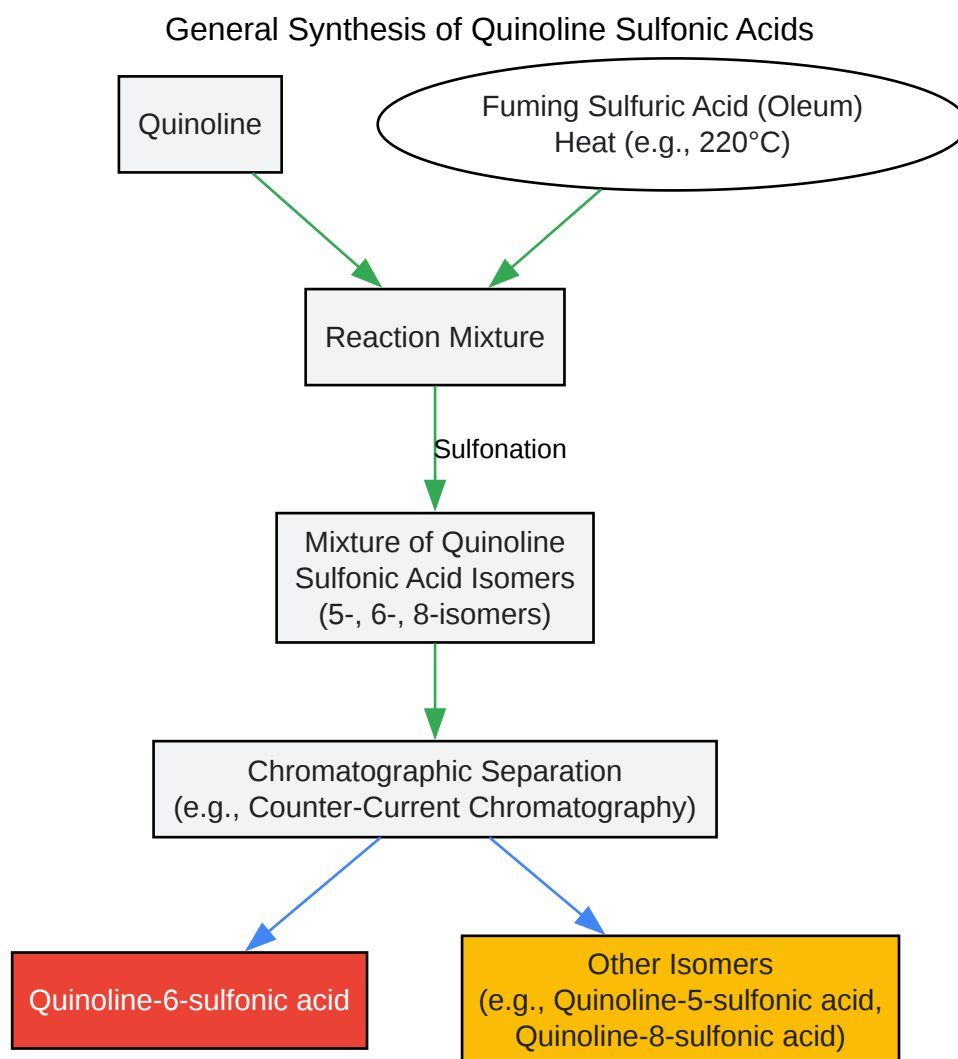 General Synthesis of Quinoline Sulfonic Acids
Quinoline
Fuming Sulfuric Acid (Oleum)
Heat (e.g., 220°C)
Reaction Mixture
Sulfonation
Mixture of Quinoline
Sulfonic Acid Isomers
(5-, 6-, 8-isomers)
Chromatographic Separation
(e.g., Counter-Current Chromatography)
Quinoline-6-sulfonic acid
Other Isomers
(e.g., Quinoline-5-sulfonic acid,
Quinoline-8-sulfonic acid)